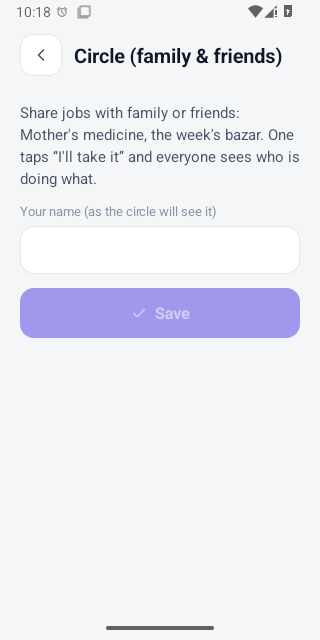 10:18
Circle (family & friends)
Share jobs with family or friends:
Mother's medicine, the week's bazar. One
taps “I'll take it” and everyone sees who is
doing what.
Your name (as the circle will see it)
Save